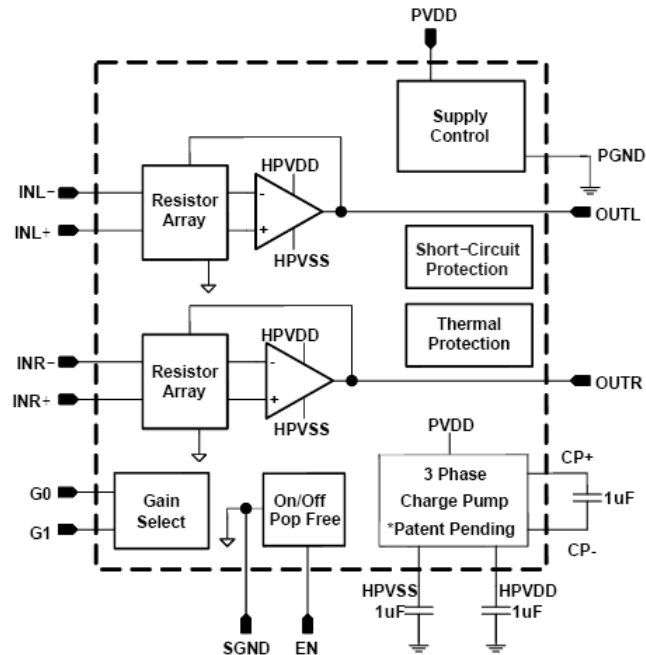 PVDD
Supply
Control
PGND
HPVDD
INL-
INL+
Resistor
Array
-
+
HPVSS
OUTL
Short-Circuit
Protection
Thermal
Protection
HPVDD
INR-
INR+
Resistor
Array
-
+
HPVSS
OUTR
PVDD
3 Phase
Charge Pump
*Patent Pending
CP+
1uF
CP-
G0
G1
Gain
Select
On/Off
Pop Free
HPVSS
1uF
HPVDD
1uF
SGND
EN